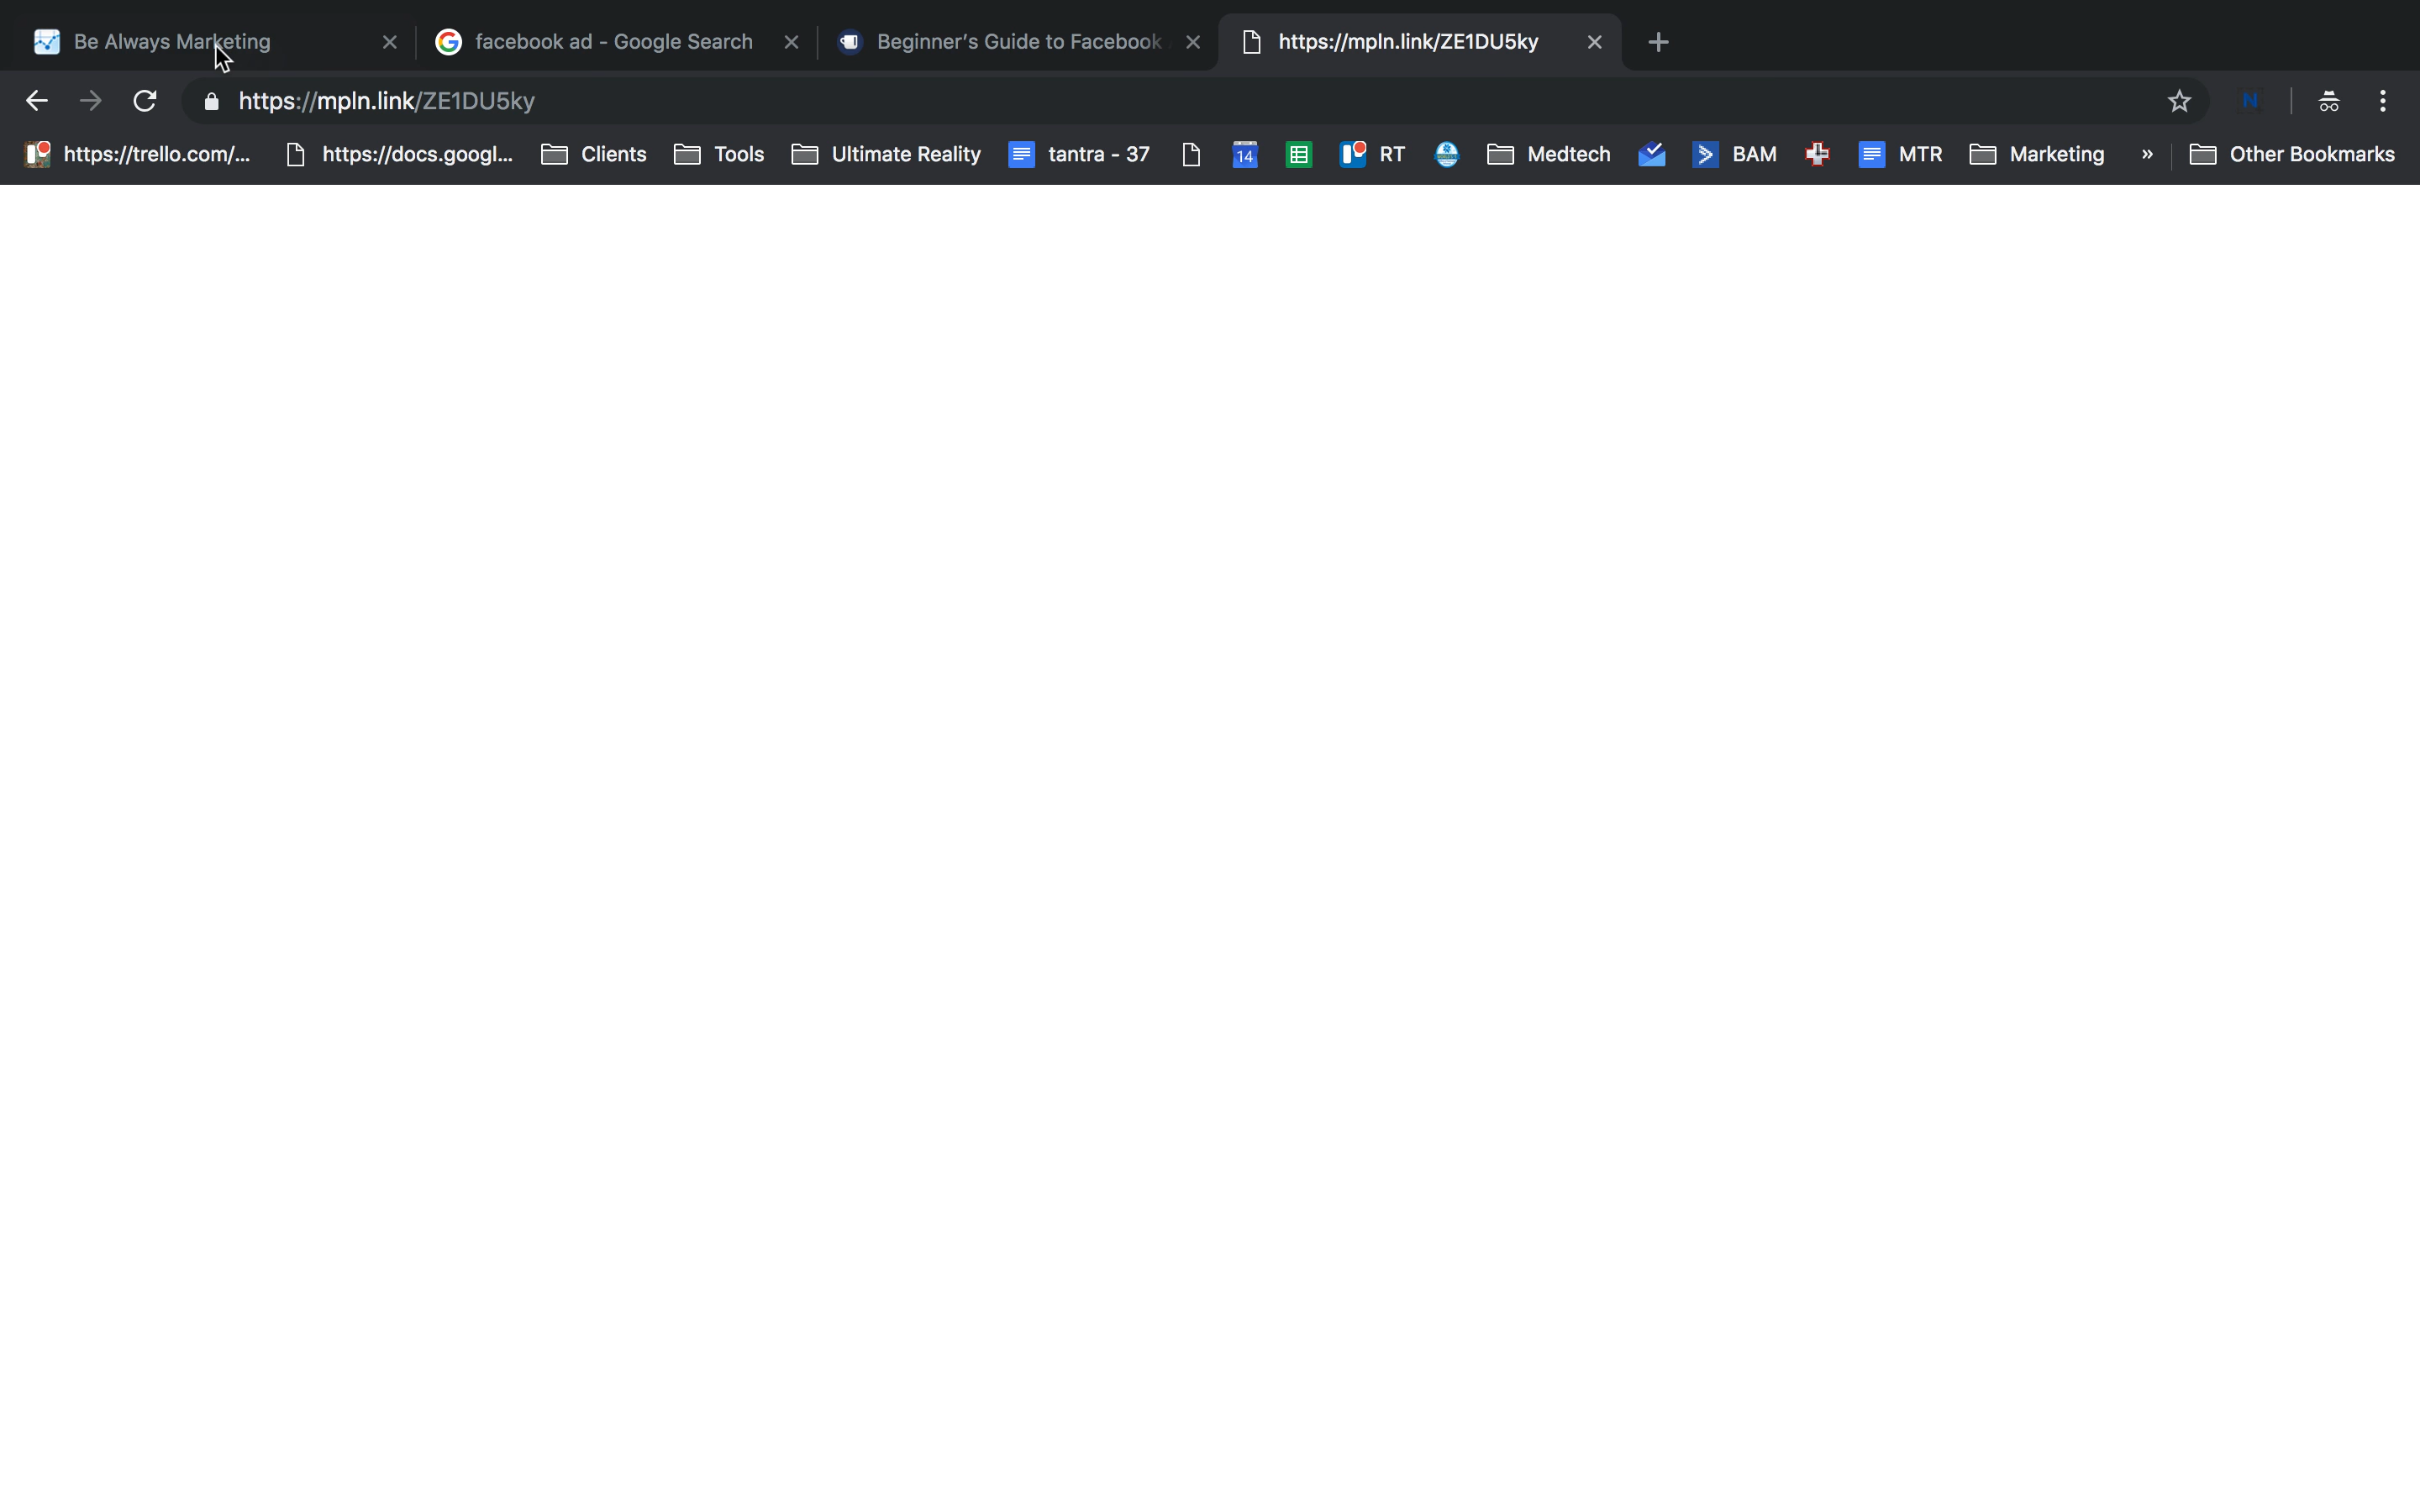 Be Always Marketing
facebook ad - Google Search
Beginner's Guide to Facebook
https://mpln.link/ZE1DU5ky
https://mpln.link/ZE1DU5ky
https://trello.com/...
https://docs.googl...
Clients
Tools
Ultimate Reality
tantra - 37
14
RT
Medtech
BAM
MTR
Marketing
»
Other Bookmarks
N